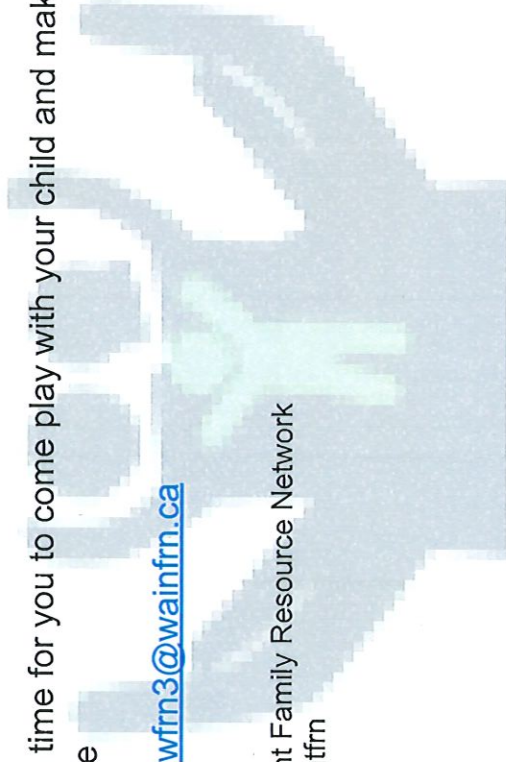 time for you to come play with your child and mak
e
wfrn3@wainfrn.ca
nt Family Resource Network
tfrn